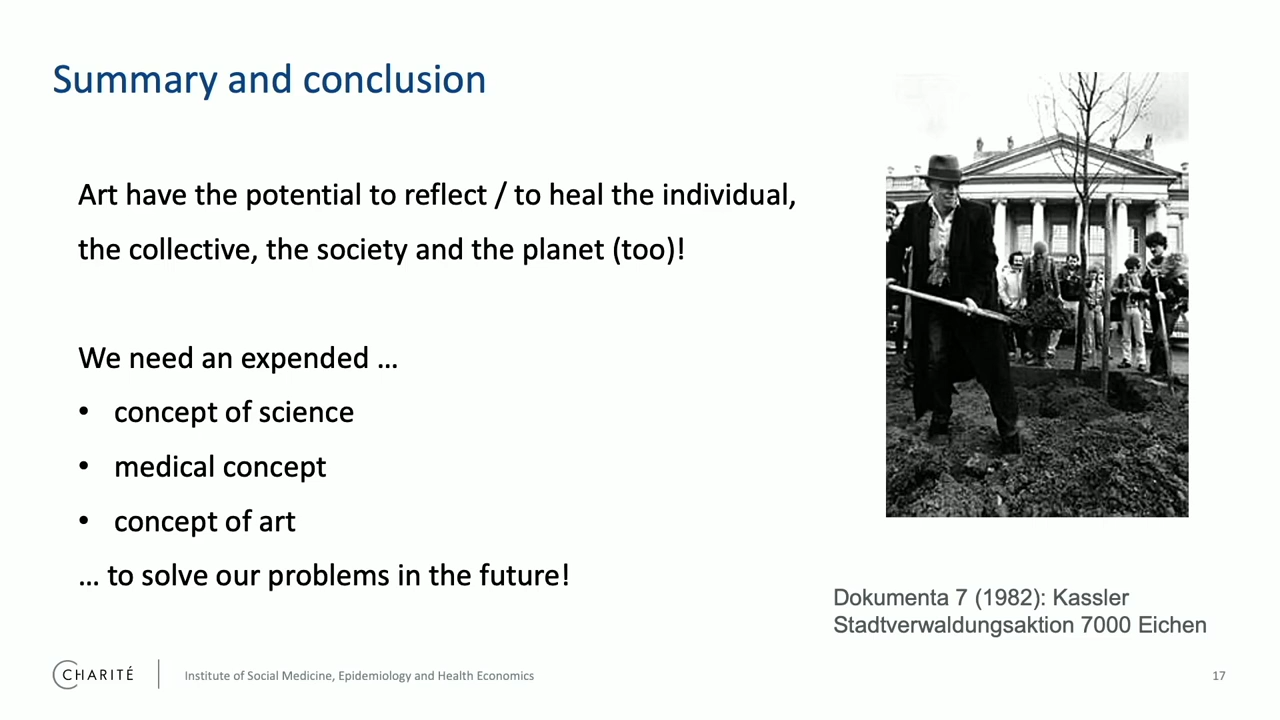 Summary and conclusion
Art have the potential to reflect / to heal the individual,
the collective, the society and the planet (too)!
We need an expended …
• concept of science
• medical concept
• concept of art
… to solve our problems in the future!
Dokumenta 7 (1982): Kassler
Stadtverwaldungsaktion 7000 Eichen
CHARITÉ
Institute of Social Medicine, Epidemiology and Health Economics
17